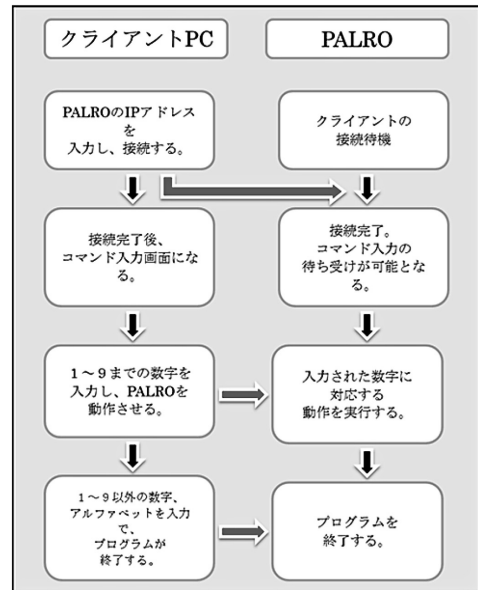 クライアントPC
PALRO
PALROのIPアドレス
を
入力し、接続する。
クライアントの
接続待機
接続完了後、
コマンド入力画面にな
る。
接続完了。
コマンド入力の
待ち受けが可能とな
る。
1～9までの数字を
入力し、PALROを
動作させる。
入力された数字に
対応する
動作を実行する。
1～9以外の数字、
アルファベットを入力
で、
プログラムが
終了する。
プログラムを
終了する。